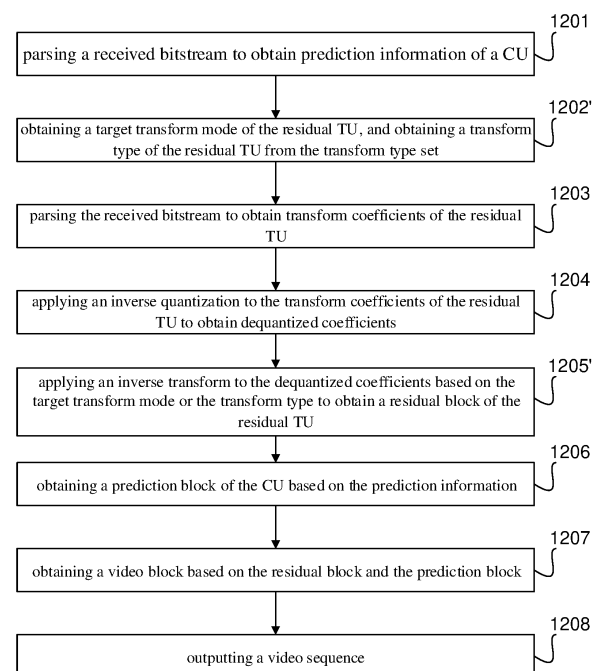 1201
parsing a received bitstream to obtain prediction information of a CU
1202'
obtaining a target transform mode of the residual TU, and obtaining a transform
type of the residual TU from the transform type set
1203
parsing the received bitstream to obtain transform coefficients of the residual
TU
1204
applying an inverse quantization to the transform coefficients of the residual
TU to obtain dequantized coefficients
1205'
applying an inverse transform to the dequantized coefficients based on the
target transform mode or the transform type to obtain a residual block of the
residual TU
1206
obtaining a prediction block of the CU based on the prediction information
1207
obtaining a video block based on the residual block and the prediction block
1208
outputting a video sequence